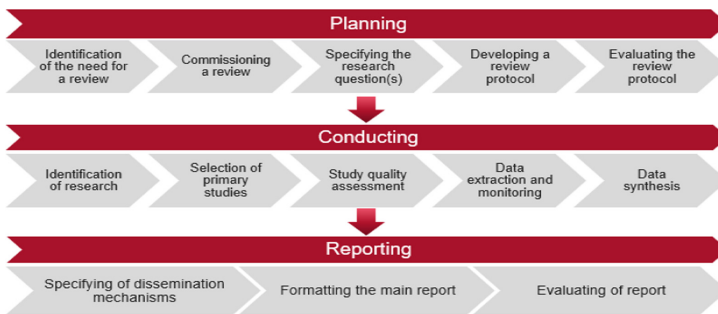 Planning
Identification
of the need for
a review
Commissioning
a review
Specifying the
research
question(s)
Developing a
review
protocol
Evaluating the
review
protocol
Conducting
Identification
of research
Selection of
primary
studies
Study quality
assessment
Data
extraction and
monitoring
Data
synthesis
Reporting
Specifying of dissemination
mechanisms
Formatting the main report
Evaluating of report